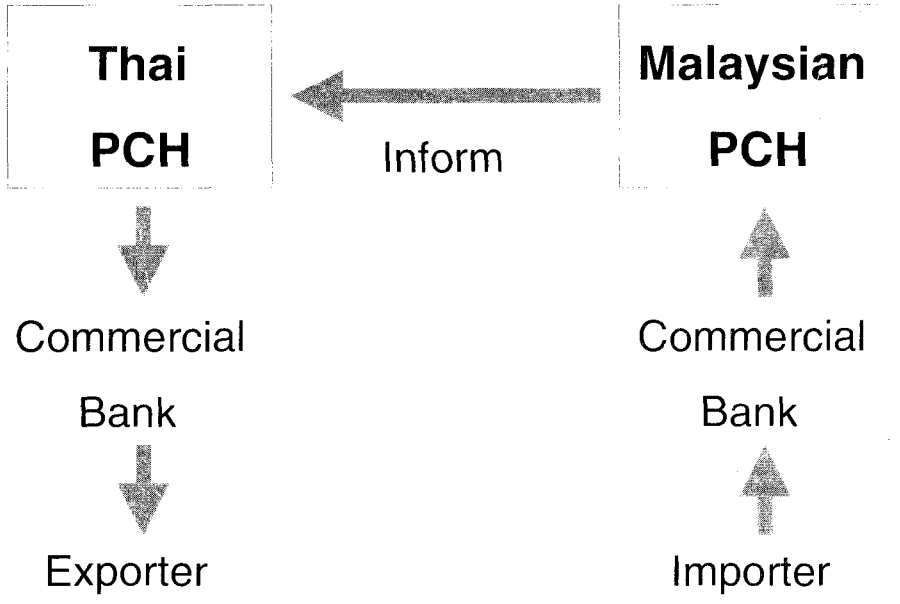 Thai
PCH
Inform
Malaysian
PCH
Commercial
Bank
Exporter
Commercial
Bank
Importer